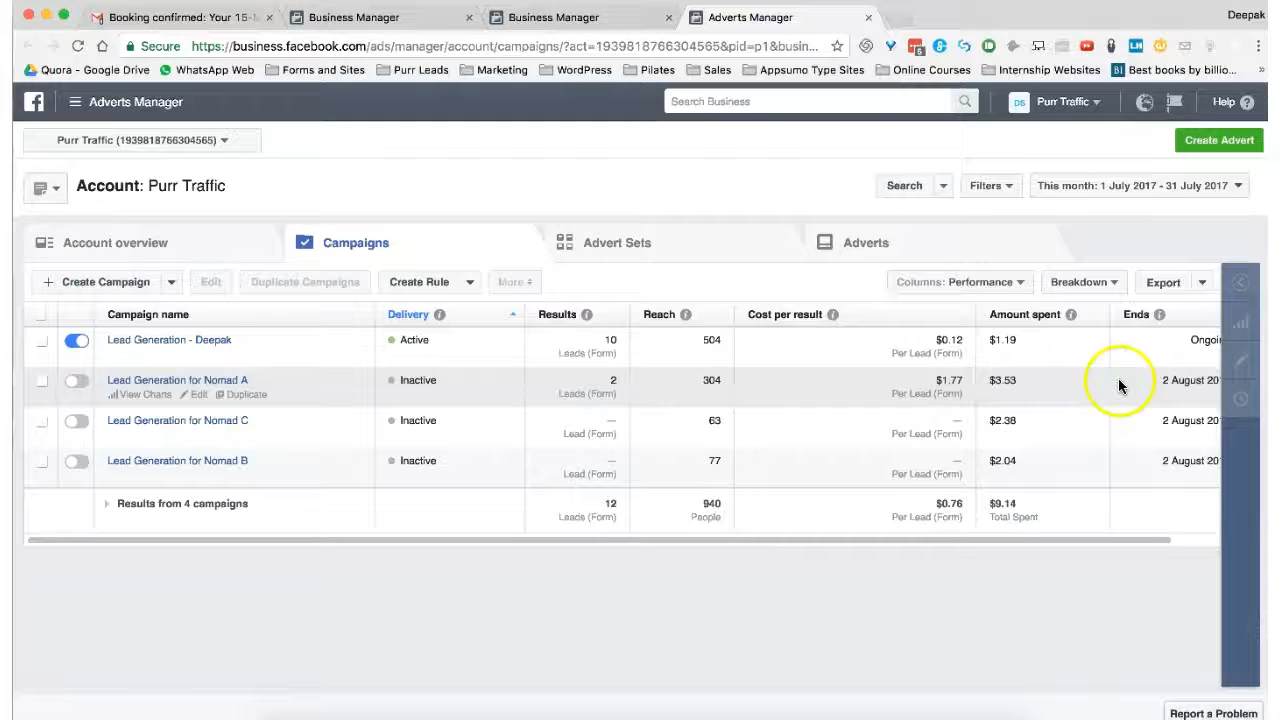 Booking confirmed: Your 15-
Business Manager
Business Manager
Adverts Manager
Deepak
Secure
https://business.facebook.com/ads/manager/account/campaigns/?act=1939818766304565&pid=p1&busin...
Quora - Google Drive
WhatsApp Web
Forms and Sites
Purr Leads
Marketing
WordPress
Pilates
Sales
Appsumo Type Sites
Online Courses
Internship Websites
Best books by billio...
Adverts Manager
Search Business
DS
Purr Traffic
Help
Purr Traffic (1939818766304565)
Create Advert
Account: Purr Traffic
Search
Filters
This month: 1 July 2017 - 31 July 2017
Account overview
Campaigns
Advert Sets
Adverts
+ Create Campaign
Edit
Duplicate Campaigns
Create Rule
More
Columns: Performance
Breakdown
Export
Campaign name
Delivery
Results
Reach
Cost per result
Amount spent
Ends
Lead Generation - Deepak
Active
10
Leads (Form)
504
$0.12
Per Lead (Form)
$1.19
Ongoi
Lead Generation for Nomad A
View Charts
Edit
Duplicate
Inactive
2
Leads (Form)
304
$1.77
Per Lead (Form)
$3.53
2 August 20
Lead Generation for Nomad C
Inactive
—
Lead (Form)
63
—
Per Lead (Form)
$2.38
2 August 20
Lead Generation for Nomad B
Inactive
—
Lead (Form)
77
—
Per Lead (Form)
$2.04
2 August 20
Results from 4 campaigns
12
Leads (Form)
940
People
$0.76
Per Lead (Form)
$9.14
Total Spent
Report a Problem